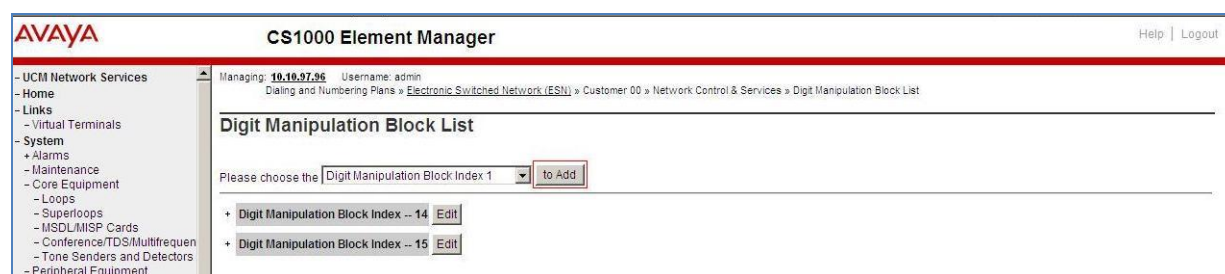 AVAYA
CS1000 Element Manager
Help | Logout
- UCM Network Services
- Home
- Links
- Virtual Terminals
- System
+ Alarms
- Maintenance
- Core Equipment
- Loops
- Superloops
- MSDL/MISP Cards
- Conference/TDS/Multifrequen
- Tone Senders and Detectors
- Peripheral Equipment
Managing: 10.10.97.96 Username: admin
Dialing and Numbering Plans » Electronic Switched Network (ESN) » Customer 00 » Network Control & Services » Digit Manipulation Block List
Digit Manipulation Block List
Please choose the Digit Manipulation Block Index 1 to Add
+ Digit Manipulation Block Index -- 14 Edit
+ Digit Manipulation Block Index -- 15 Edit